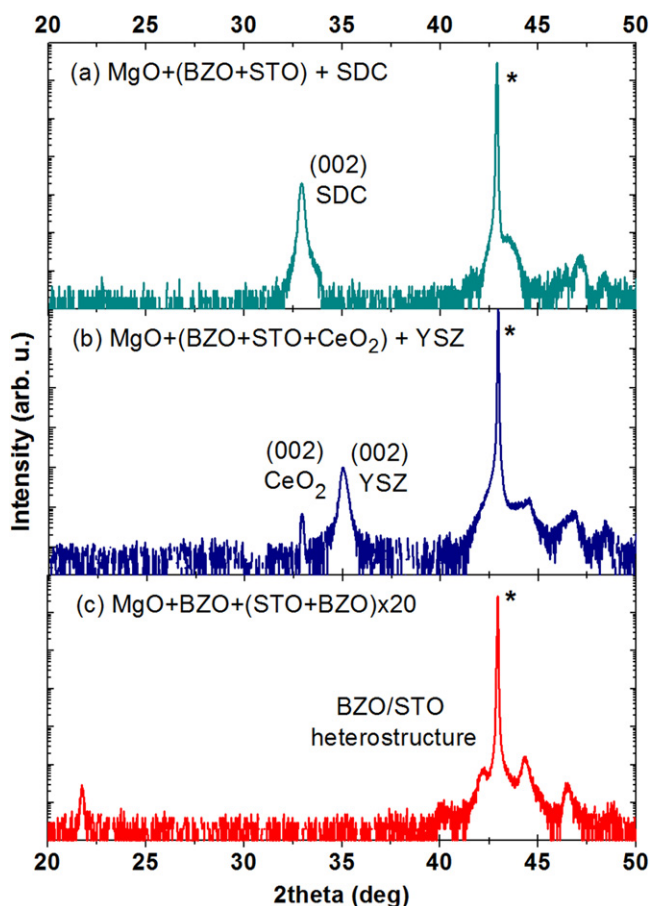 20 25 30 35 40 45 50
(a) MgO+(BZO+STO) + SDC
*
(002)
SDC
(b) MgO+(BZO+STO+CeO₂) + YSZ
*
(002) (002)
CeO₂ YSZ
Intensity (arb. u.)
(c) MgO+BZO+(STO+BZO)x20
*
BZO/STO
heterostructure
20 25 30 35 40 45 50
2theta (deg)